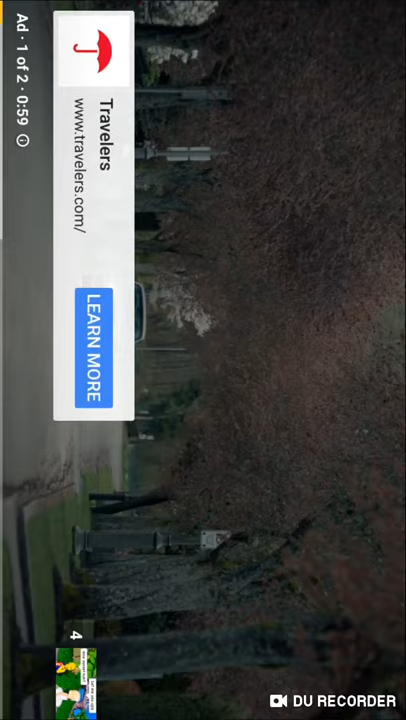 Travelers
www.travelers.com/
LEARN MORE
Ad · 1 of 2 · 0:59
4
DU RECORDER